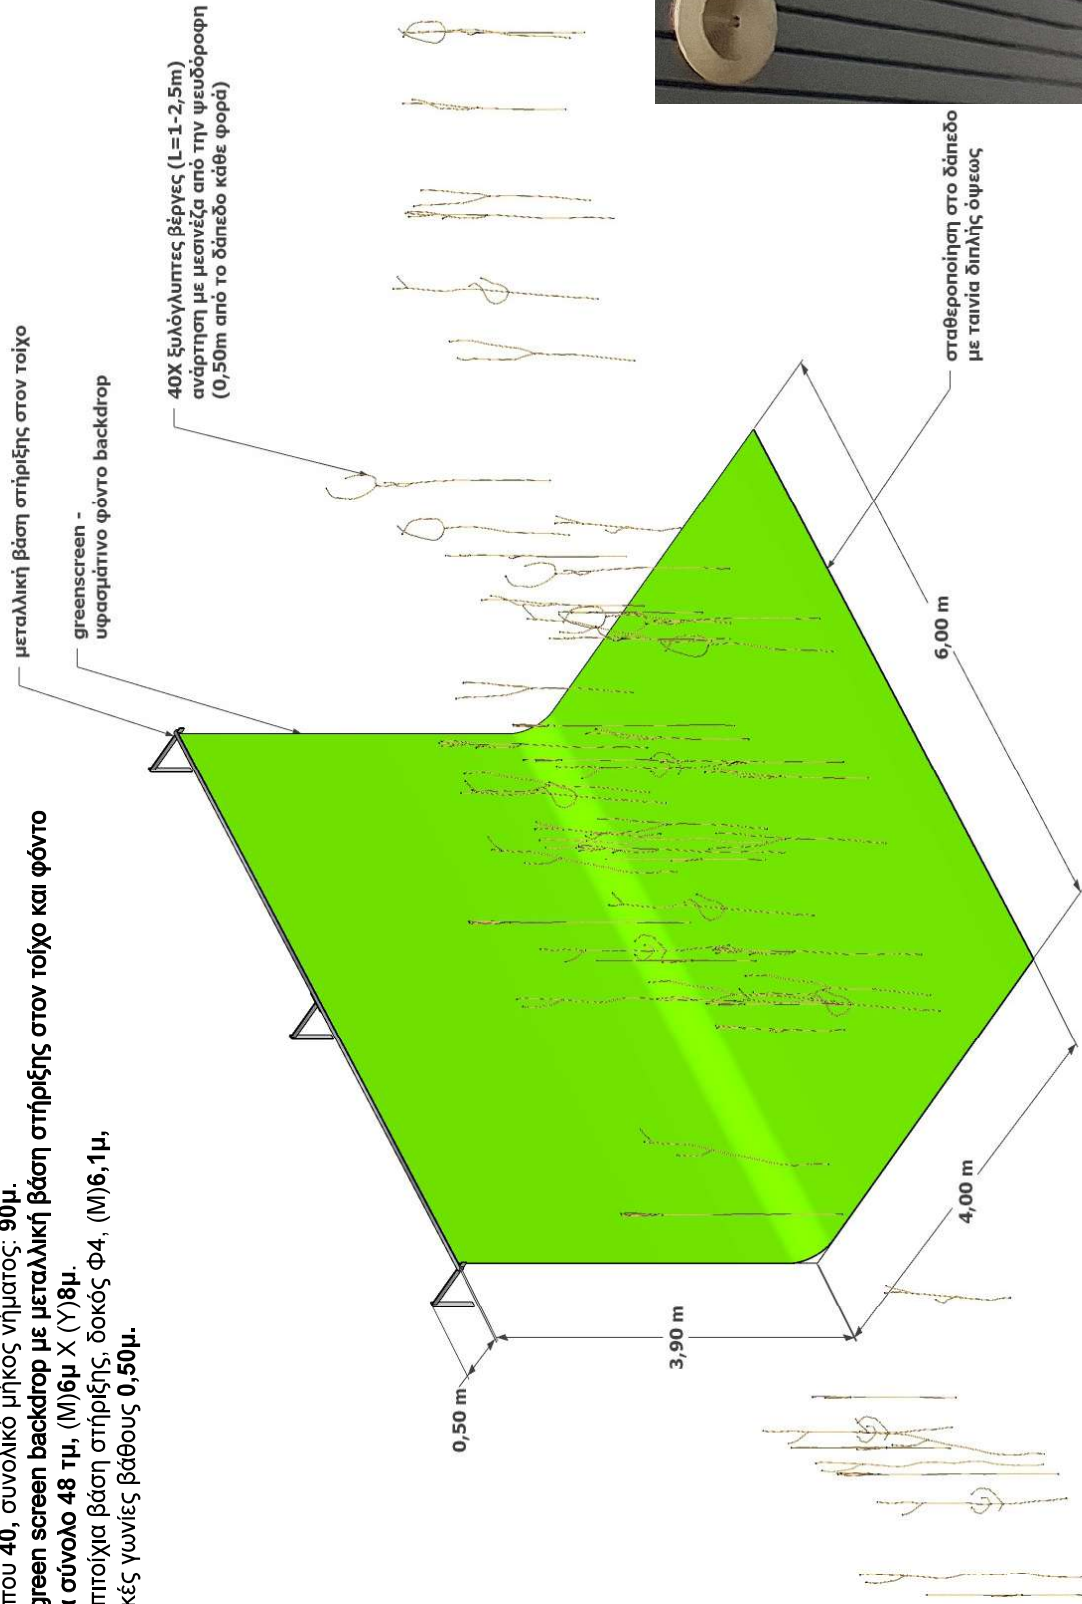 που 40, συνολικό μήκος νήματος: 90μ.
green screen backdrop με μεταλλική βάση στήριξης στον τοίχο και φόντο
σύνολο 48 τμ, (Μ)6μ Χ (Υ)8μ.
πιτοίχια βάση στήριξης, δοκός Φ4, (Μ)6,1μ,
κές γωνίες βάθους 0,50μ.
μεταλλική βάση στήριξης στον τοίχο
greenscreen -
υφασμάτινο φόντο backdrop
40X ξυλόγλυπτες βέργες (L=1-2,5m)
ανάρτηση με μεσινέζα από την ψευδόροφη
(0,50m από το δάπεδο κάθε φορά)
σταθεροποίηση στο δάπεδο
με ταινία διπλής όψεως
0,50 m
3,90 m
4,00 m
6,00 m